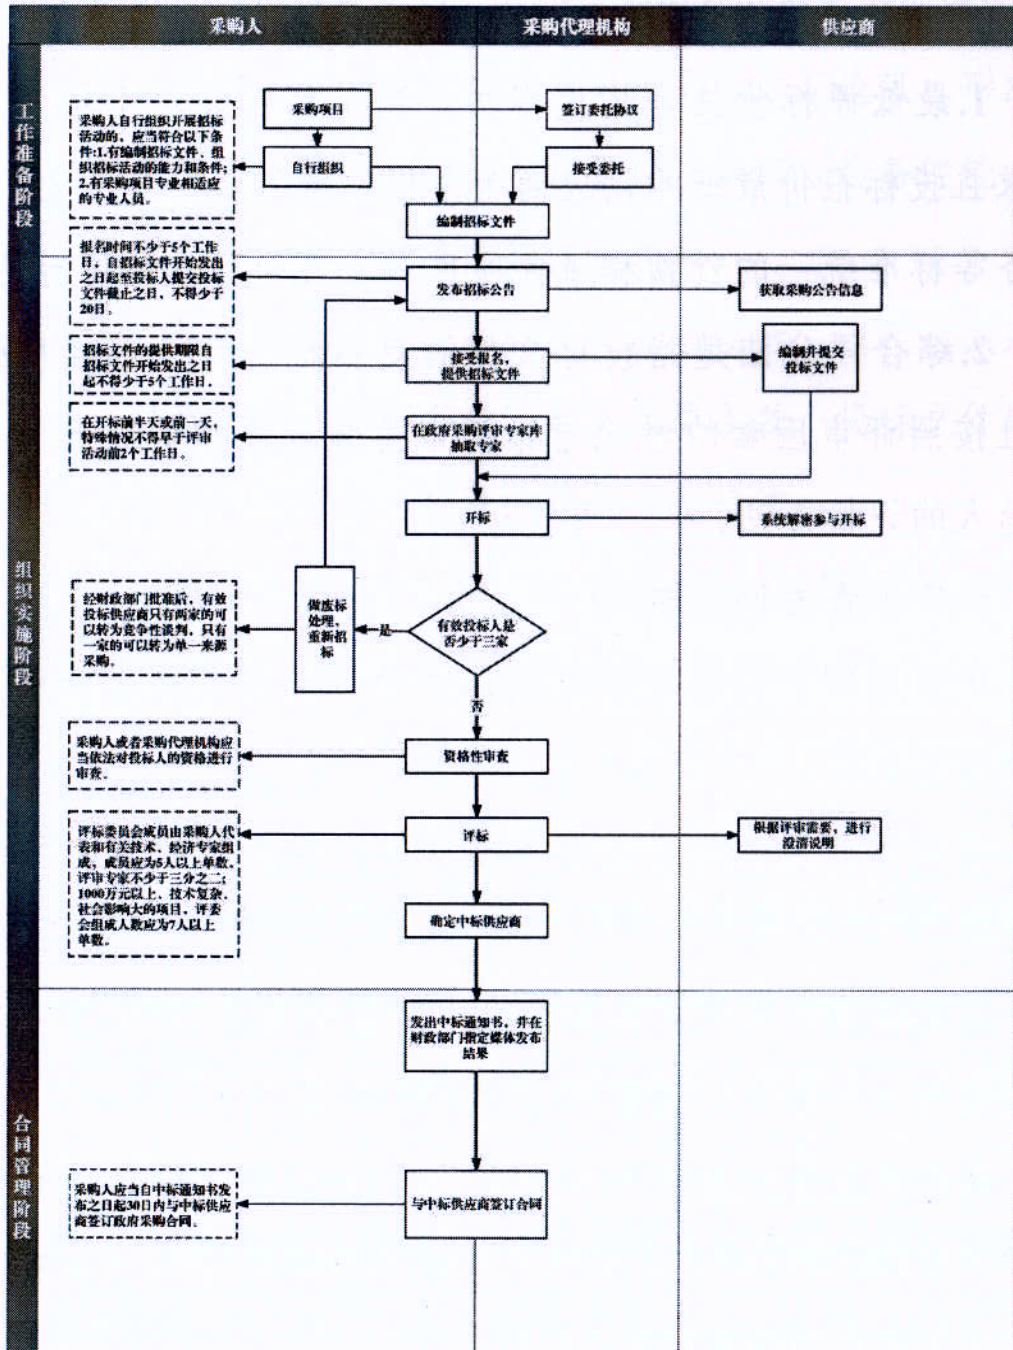 采购人
采购代理机构
供应商
工作准备阶段
采购项目
签订委托协议
采购人自行组织开展招标
活动的，应当符合以下条
件:1.有编制招标文件、组
织招标活动的能力和条件;
2.有采购项目专业相适应
的专业人员。
自行组织
接受委托
编制招标文件
组织实施阶段
报名时间不少于5个工作
日，自招标文件开始发出
之日起至投标人提交投标
文件截止之日，不得少于
20日。
发布招标公告
获取采购公告信息
招标文件的提供期限自
招标文件开始发出之日
起不得少于5个工作日。
接受报名，
提供招标文件
编制并提交
投标文件
在开标前半天或前一天，
特殊情况不得早于评审
活动前2个工作日。
在政府采购评审专家库
抽取专家
开标
系统解密参与开标
经财政部门批准后，有效
投标供应商只有两家的可
以转为竞争性谈判，只有
一家的可以转为单一来源
采购。
做废标
处理、
重新招
标
是
有效投标人是
否少于三家
否
采购人或者采购代理机构应
当依法对投标人的资格进行
审查。
资格性审查
评标委员会成员由采购人代
表和有关技术、经济专家组
成，成员应为5人以上单数，
评审专家不少于三分之二;
1000万元以上、技术复杂、
社会影响大的项目，评委
会组成人数应为7人以上
单数。
评标
根据评审需要，进行
澄清说明
确定中标供应商
合同管理阶段
发出中标通知书，并在
财政部门指定媒体发布
结果
采购人应当自中标通知书发
布之日起30日内与中标供应
商签订政府采购合同。
与中标供应商签订合同